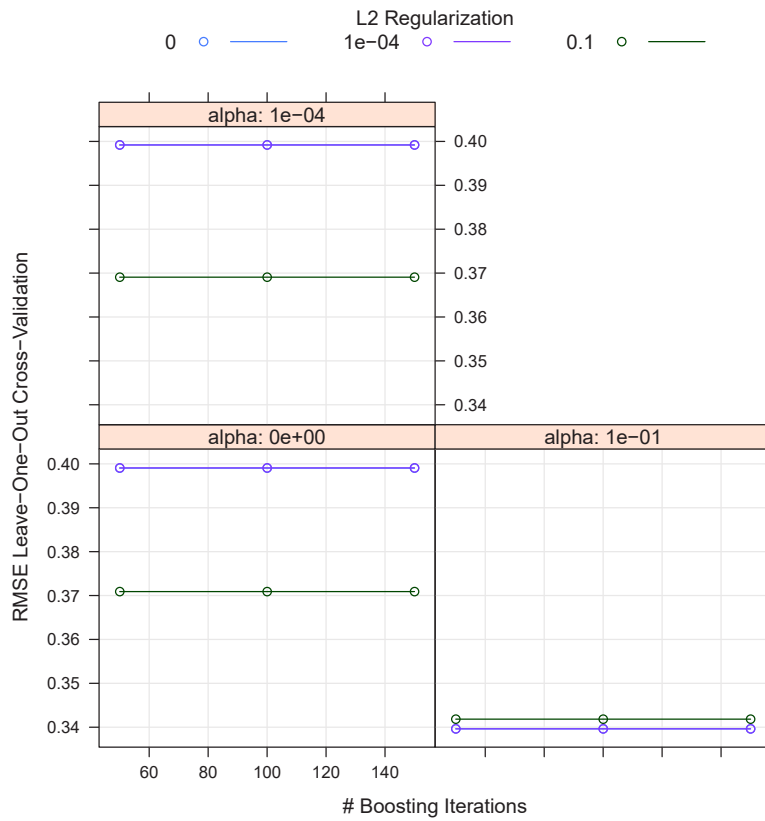 L2 Regularization
0 1e−04 0.1
alpha: 1e−04
0.40
0.39
0.38
0.37
0.36
0.35
0.34
RMSE Leave−One−Out Cross−Validation
alpha: 0e+00 alpha: 1e−01
0.40
0.39
0.38
0.37
0.36
0.35
0.34
60 80 100 120 140
# Boosting Iterations